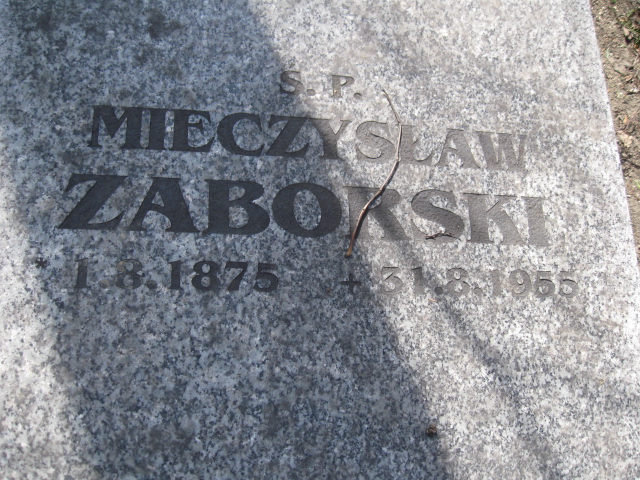 S. P.
MIECZYSŁAW
ZABORSKI
* 1.8.1875 + 31.8.1955